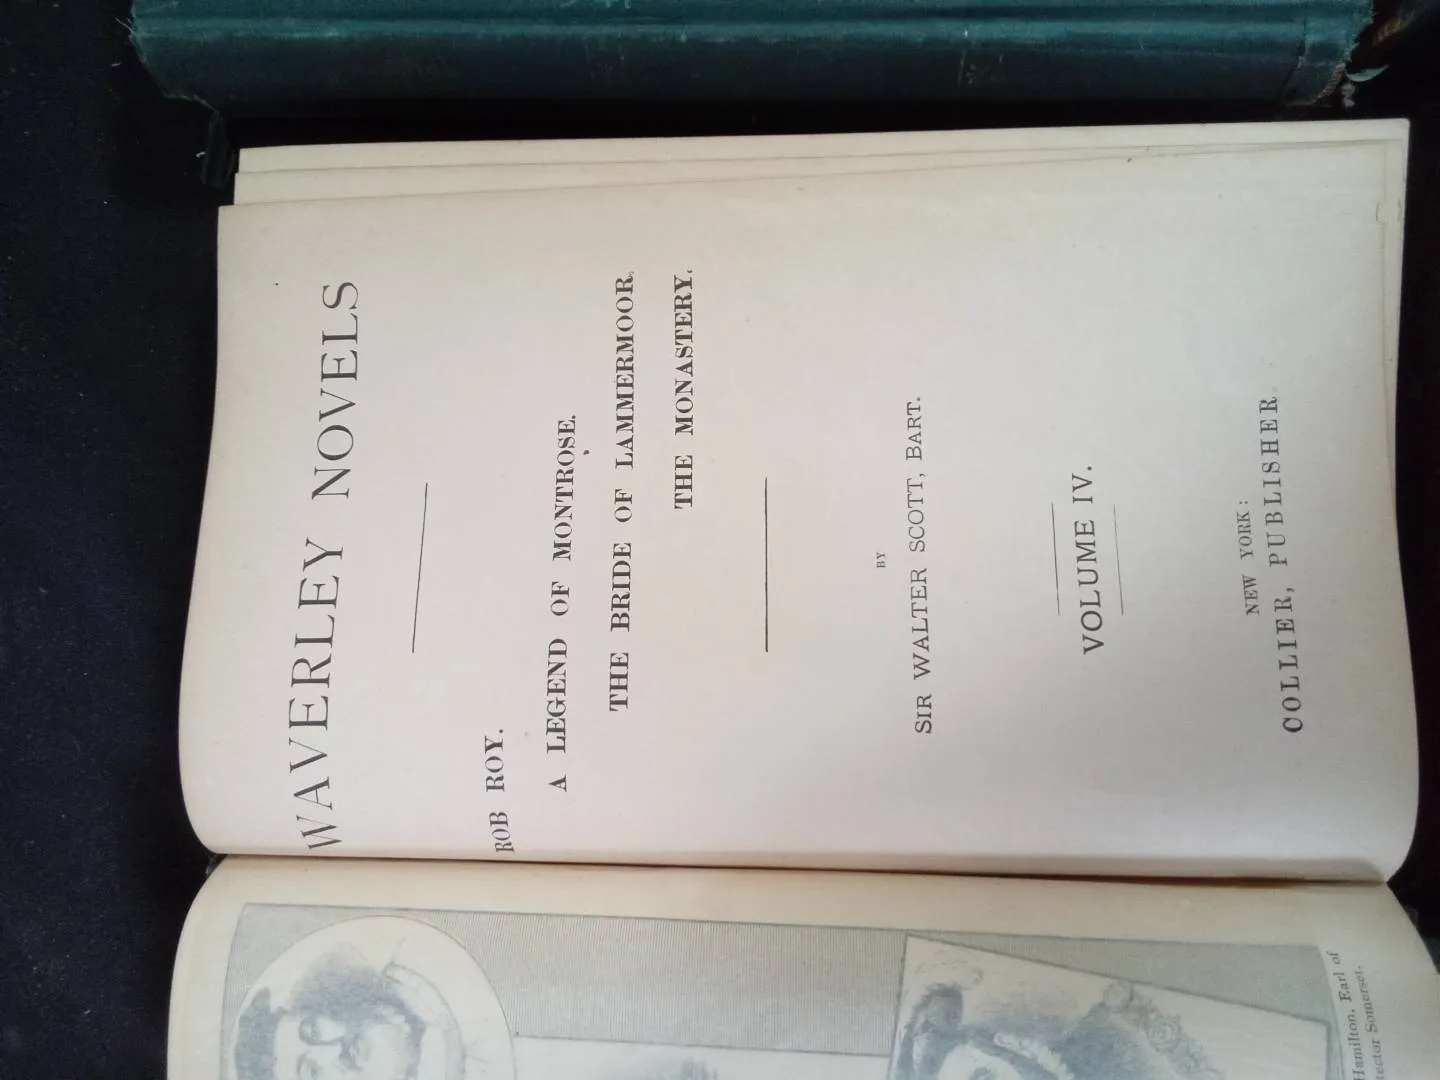 WAVERLEY NOVELS
ROB ROY.
A LEGEND OF MONTROSE.
THE BRIDE OF LAMMERMOOR.
THE MONASTERY.
BY
SIR WALTER SCOTT, BART.
VOLUME IV.
NEW YORK:
COLLIER, PUBLISHER.
Hamilton, Earl of
Somerset.